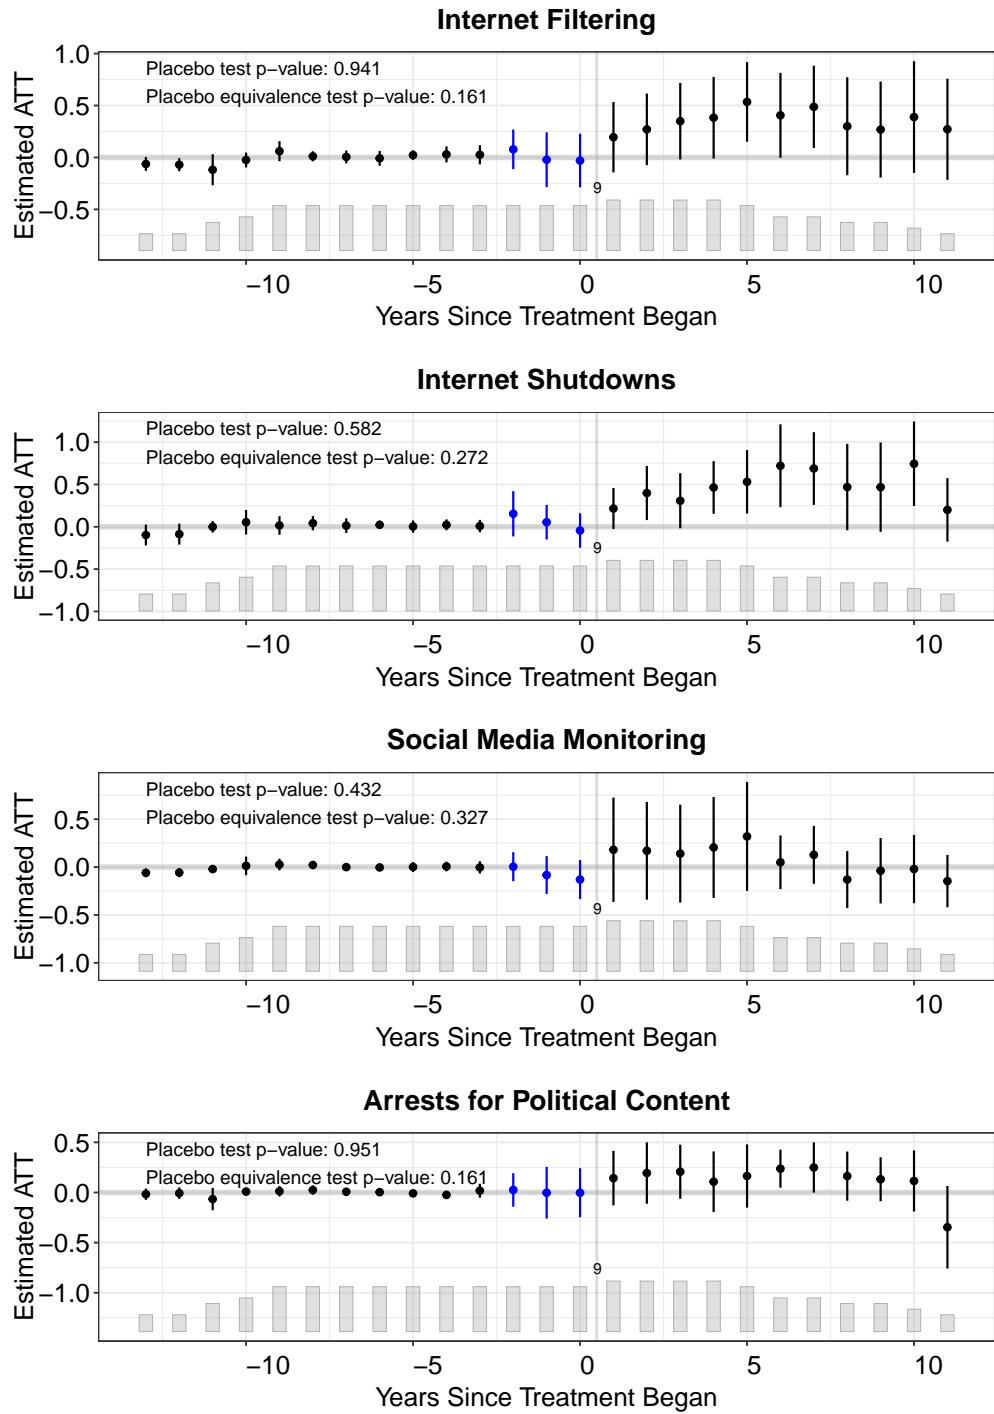 Internet Filtering
Placebo test p−value: 0.941
Placebo equivalence test p−value: 0.161
Estimated ATT
1.0
0.5
0.0
−0.5
9
−10
−5
0
5
10
Years Since Treatment Began
Internet Shutdowns
Placebo test p−value: 0.582
Placebo equivalence test p−value: 0.272
Estimated ATT
1.0
0.5
0.0
−0.5
−1.0
9
−10
−5
0
5
10
Years Since Treatment Began
Social Media Monitoring
Placebo test p−value: 0.432
Placebo equivalence test p−value: 0.327
Estimated ATT
0.5
0.0
−0.5
−1.0
9
−10
−5
0
5
10
Years Since Treatment Began
Arrests for Political Content
Placebo test p−value: 0.951
Placebo equivalence test p−value: 0.161
Estimated ATT
0.5
0.0
−0.5
−1.0
9
−10
−5
0
5
10
Years Since Treatment Began